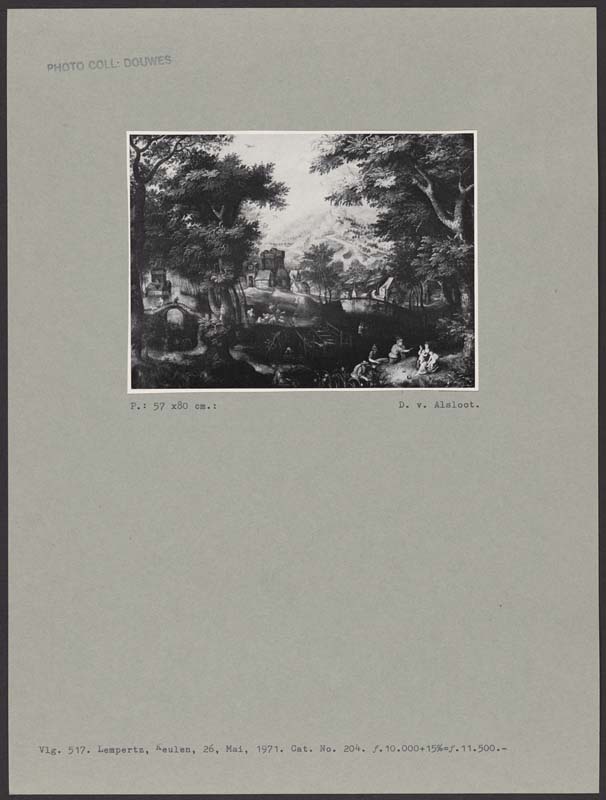 PHOTO COLL: DOUWES
P.: 57 x80 cm.:
D. v. Alsloot.
Vlg. 517. Lempertz, Keulen, 26, Mai, 1971. Cat. No. 204. ƒ.10.000+15%=ƒ.11.500.-